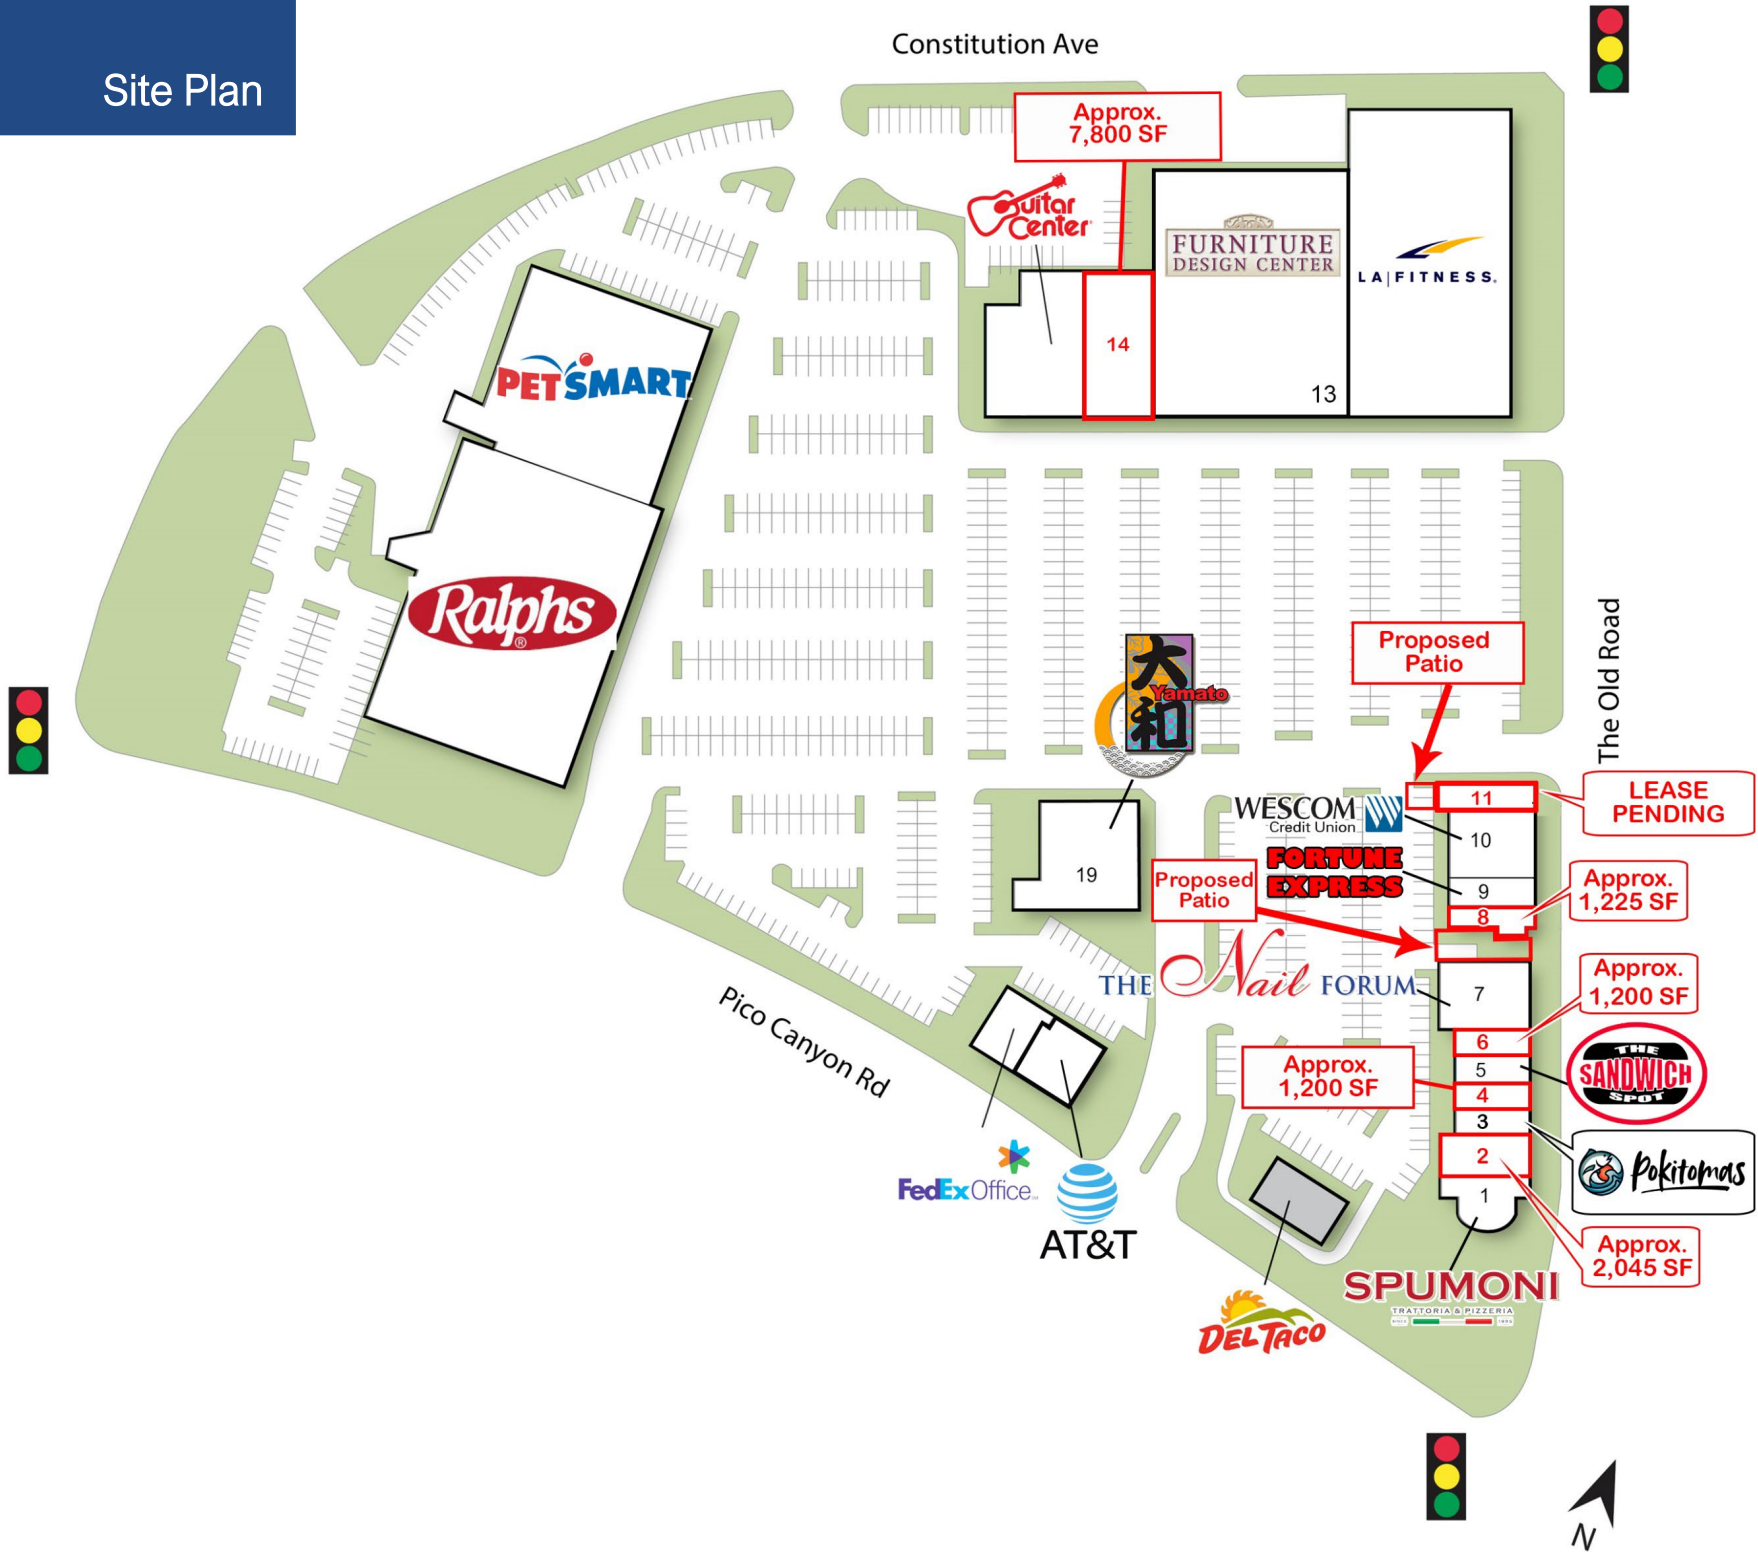 Site Plan
Constitution Ave
Approx.
7,800 SF
Guitar
Center
FURNITURE
DESIGN CENTER
LA|FITNESS.
14
13
PETSMART
Ralphs
®
The Old Road
Proposed
Patio
大
Yamato
和
11
LEASE
PENDING
WESCOM
Credit Union
10
FORTUNE
EXPRESS
9
19
Proposed
Patio
8
Approx.
1,225 SF
THE Nail FORUM
7
Approx.
1,200 SF
6
Pico Canyon Rd
Approx.
1,200 SF
5
THE
SANDWICH
SPOT
4
3
2
Pokitomas
1
FedEx Office
AT&T
Approx.
2,045 SF
SPUMONI
TRATTORIA & PIZZERIA
SINCE 1995
DEL TACO
N